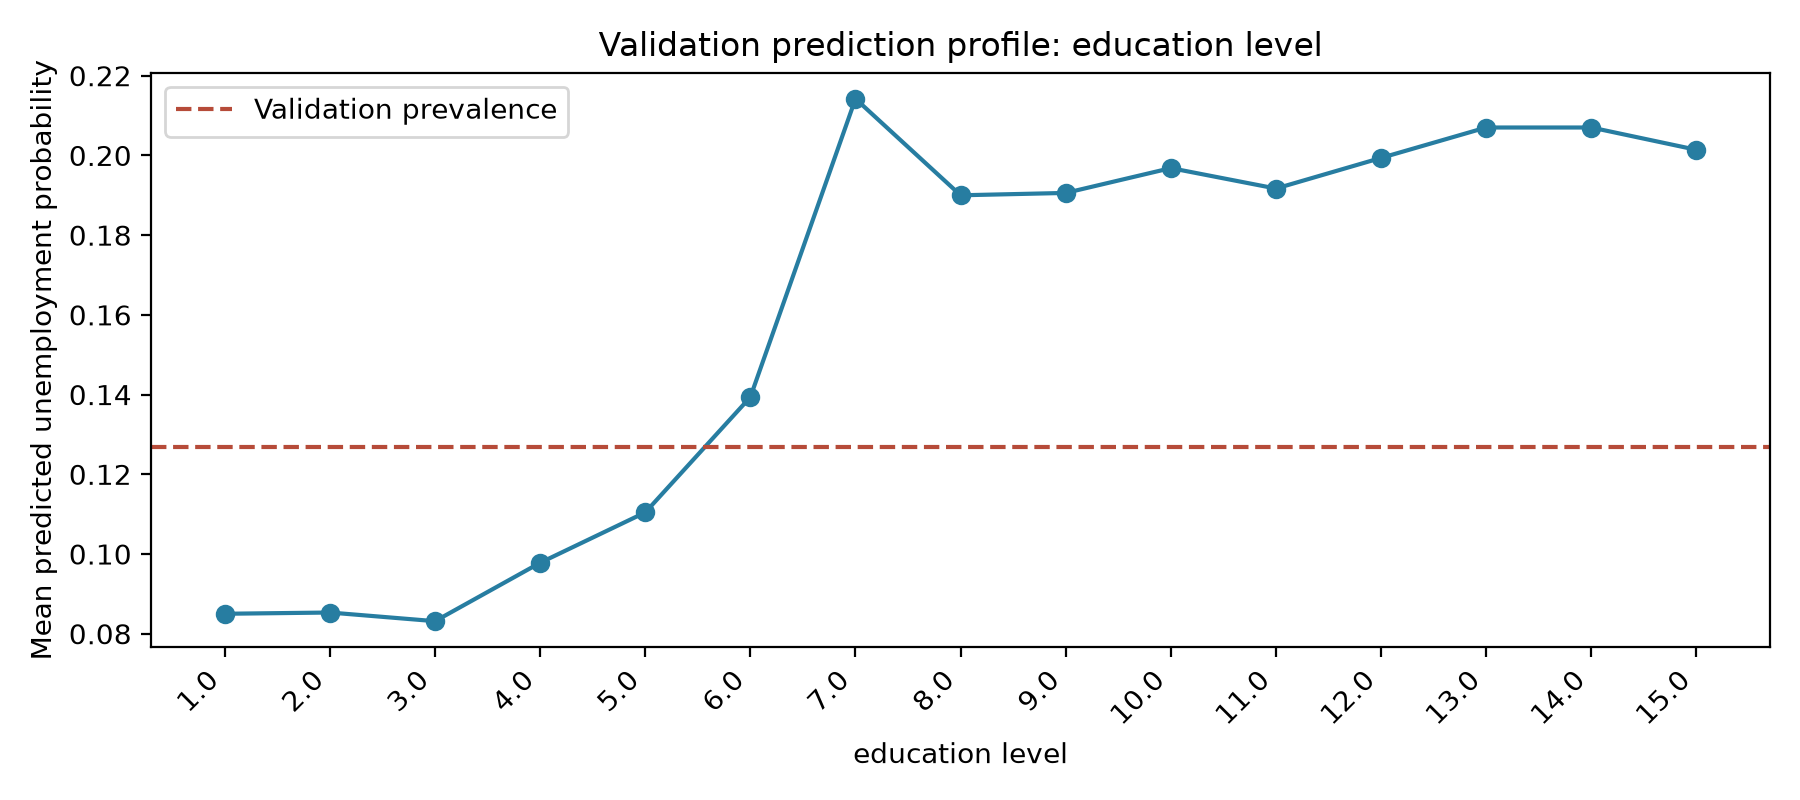 Validation prediction profile: education level
Mean predicted unemployment probability
0.22
0.20
0.18
0.16
0.14
0.12
0.10
0.08
Validation prevalence
1.0 2.0 3.0 4.0 5.0 6.0 7.0 8.0 9.0 10.0 11.0 12.0 13.0 14.0 15.0
education level